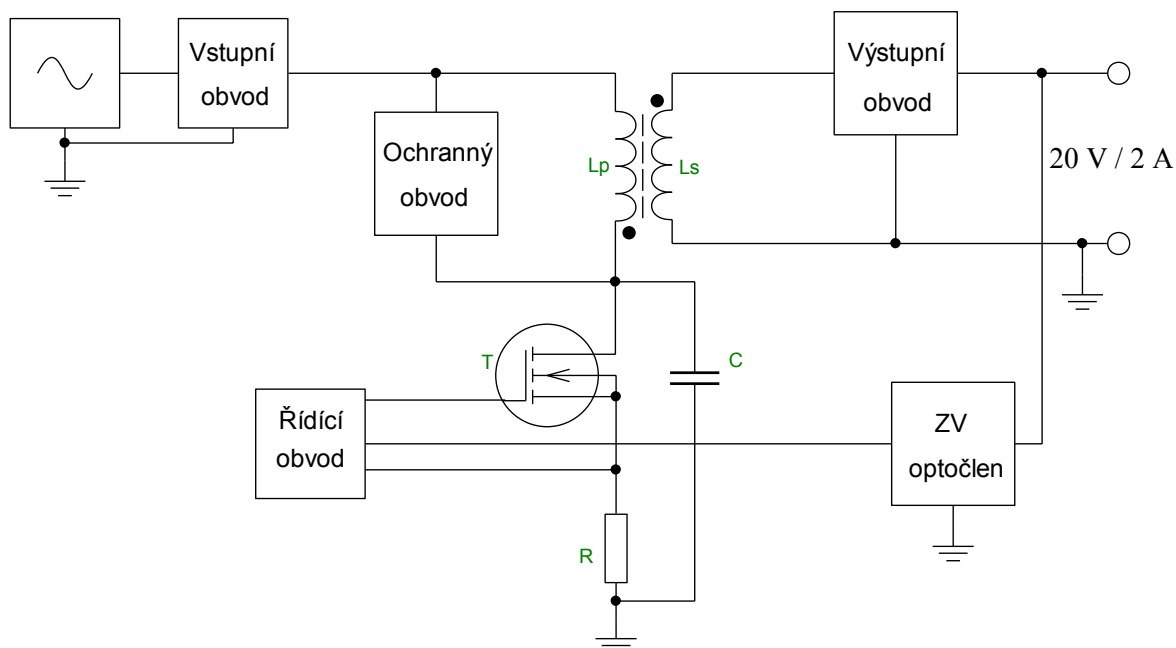 Vstupní
obvod
Výstupní
obvod
Ochranný
obvod
Lp
Ls
20 V / 2 A
T
C
Řídící
obvod
ZV
optočlen
R